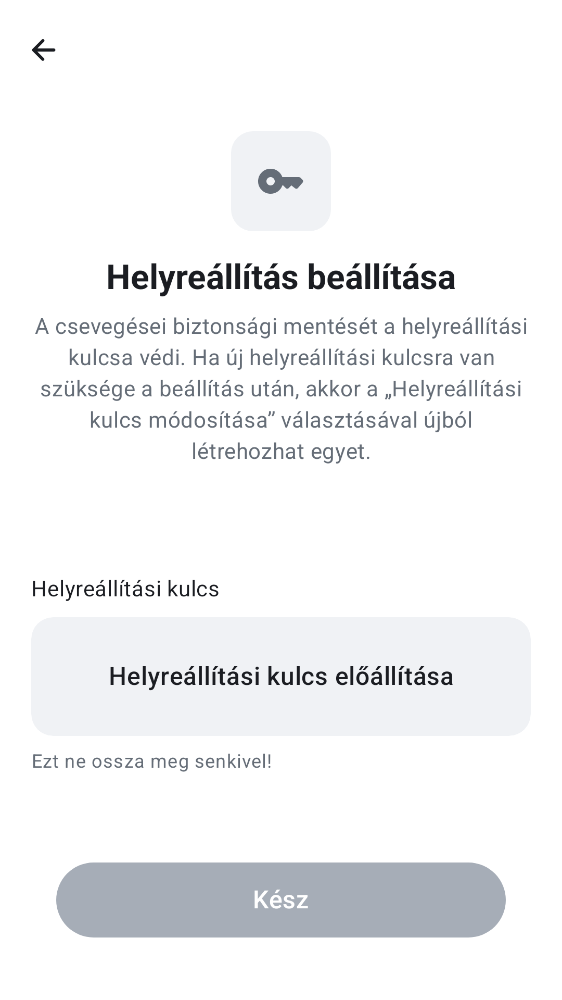 Helyreállítás beállítása
A csevegései biztonsági mentését a helyreállítási
kulcsa védi. Ha új helyreállítási kulcsra van
szüksége a beállítás után, akkor a „Helyreállítási
kulcs módosítása” választásával újból
létrehozhat egyet.
Helyreállítási kulcs
Helyreállítási kulcs előállítása
Ezt ne ossza meg senkivel!
Kész